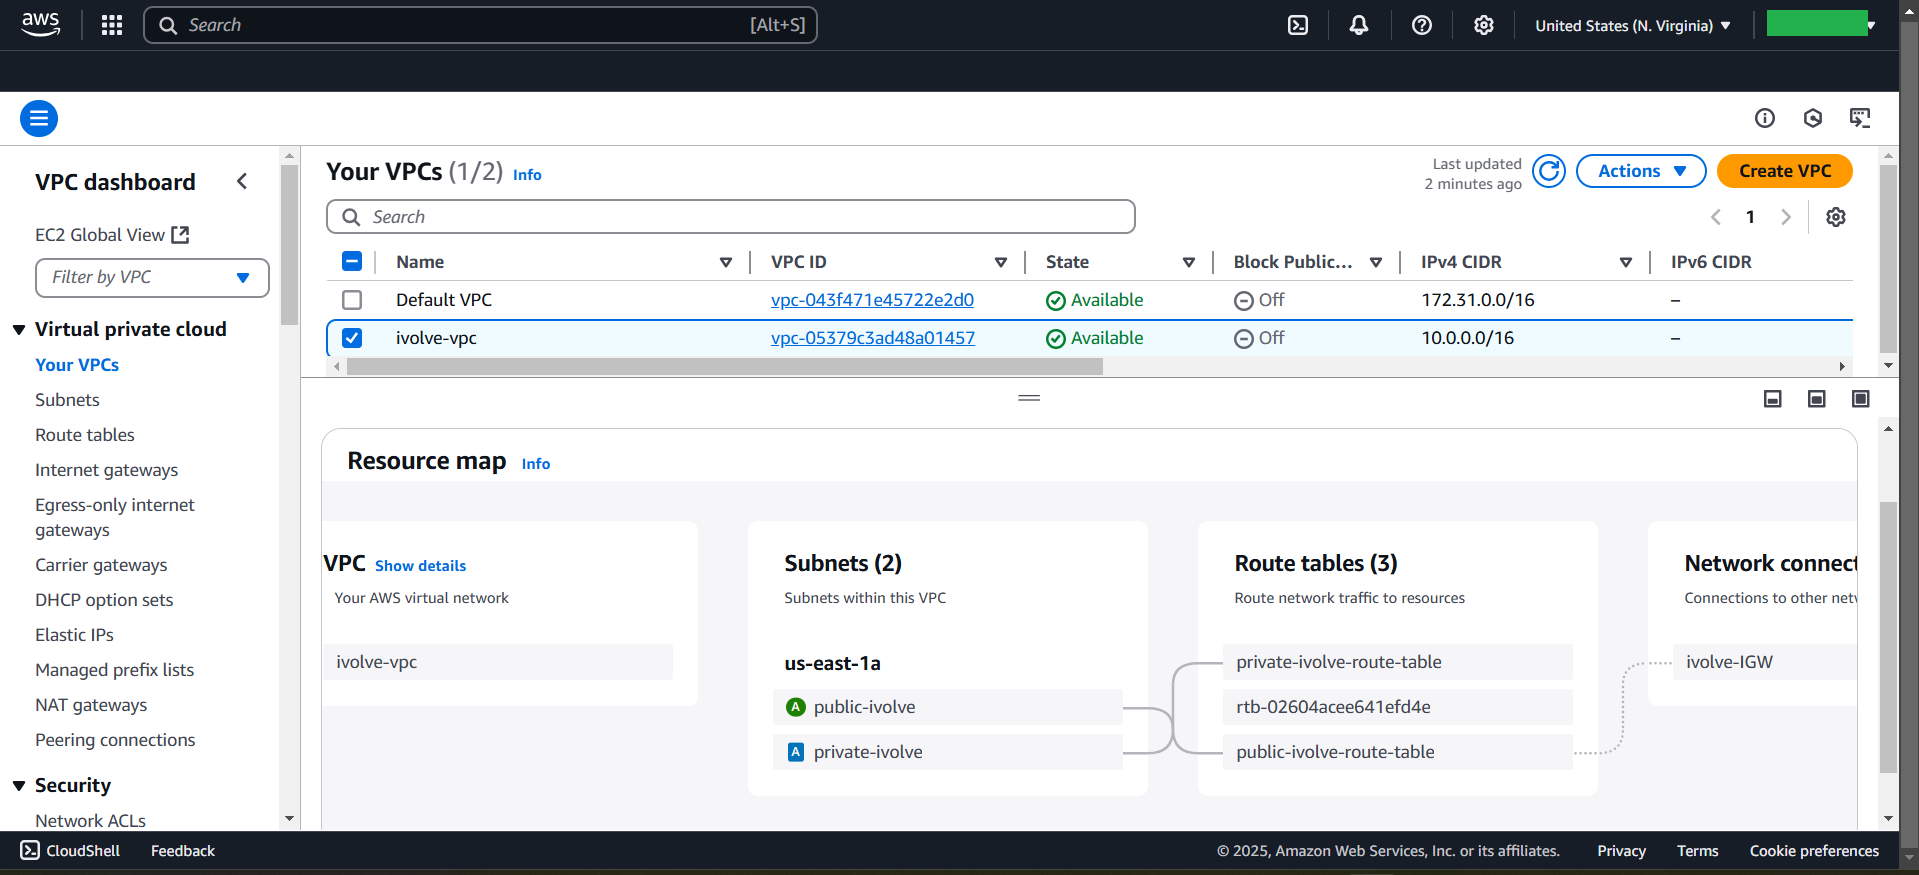 aws
Search [Alt+S]
United States (N. Virginia)
VPC dashboard
EC2 Global View
Filter by VPC
Virtual private cloud
Your VPCs
Subnets
Route tables
Internet gateways
Egress-only internet
gateways
Carrier gateways
DHCP option sets
Elastic IPs
Managed prefix lists
NAT gateways
Peering connections
Security
Network ACLs
Your VPCs (1/2) Info
Last updated
2 minutes ago
Actions
Create VPC
Search
1
Name VPC ID State Block Public... IPv4 CIDR IPv6 CIDR
Default VPC vpc-043f471e45722e2d0 Available Off 172.31.0.0/16 –
ivolve-vpc vpc-05379c3ad48a01457 Available Off 10.0.0.0/16 –
Resource map Info
VPC Show details
Your AWS virtual network
ivolve-vpc
Subnets (2)
Subnets within this VPC
us-east-1a
A public-ivolve
A private-ivolve
Route tables (3)
Route network traffic to resources
private-ivolve-route-table
rtb-02604acee641efd4e
public-ivolve-route-table
Network connect
Connections to other netw
ivolve-IGW
CloudShell Feedback © 2025, Amazon Web Services, Inc. or its affiliates. Privacy Terms Cookie preferences